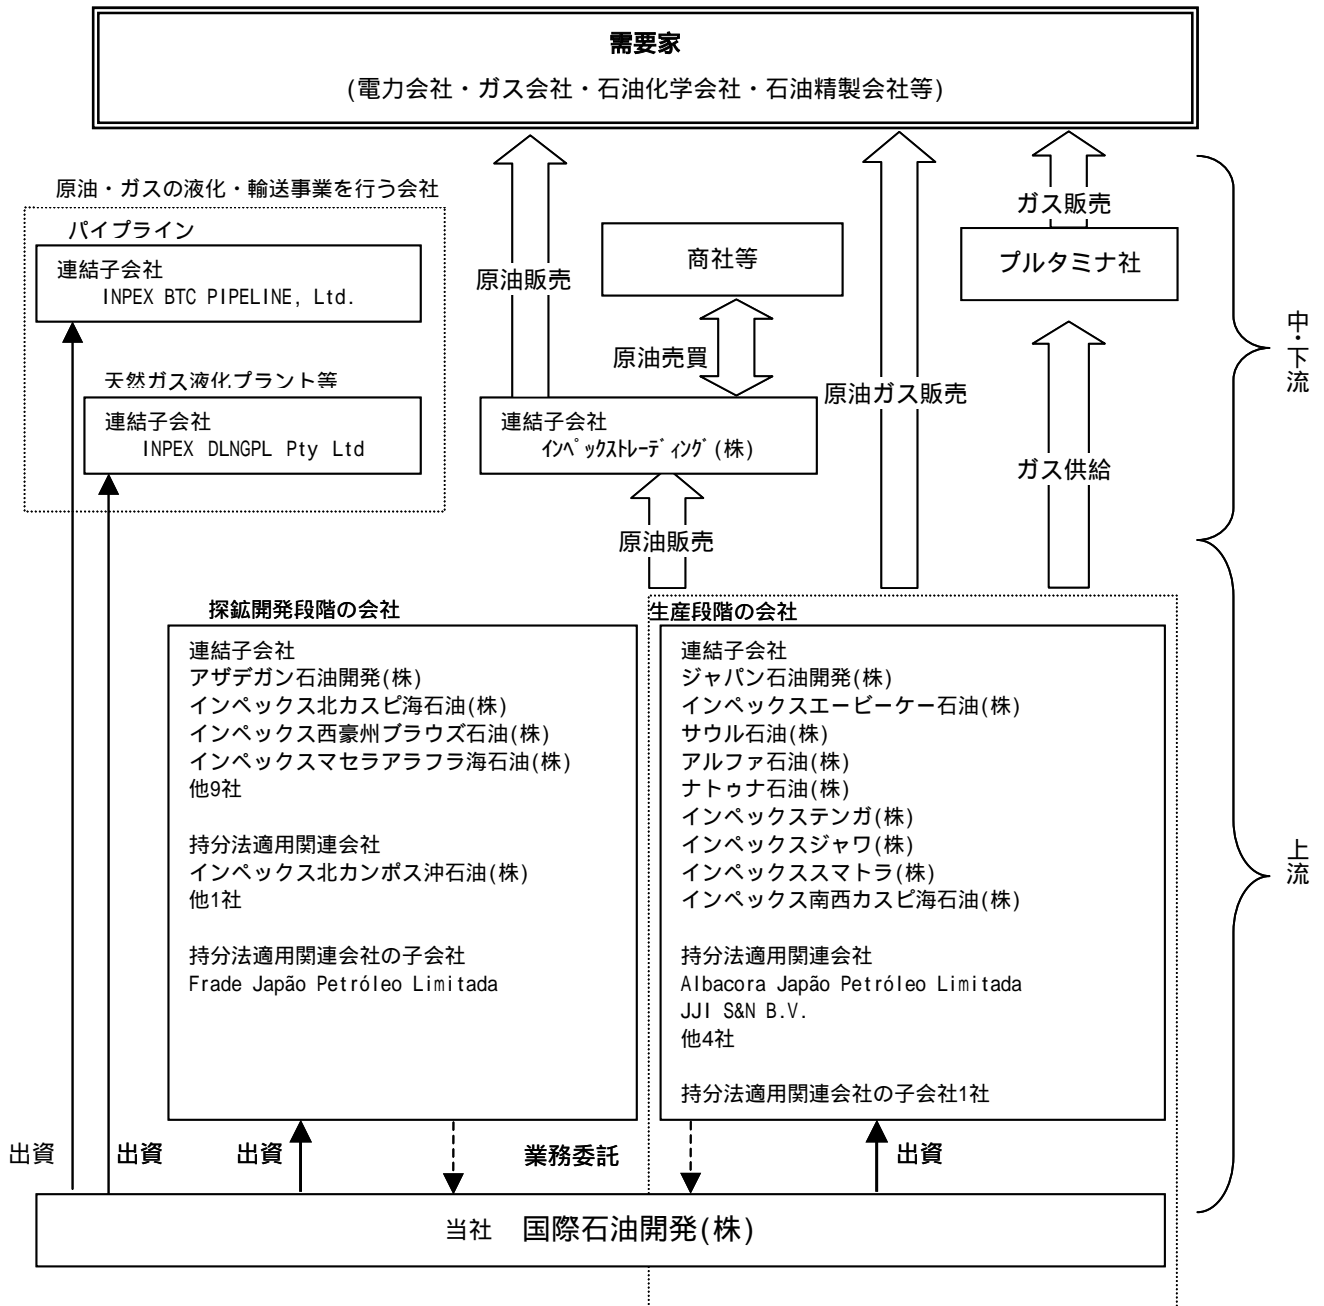 需要家
(電力会社・ガス会社・石油化学会社・石油精製会社等)
原油・ガスの液化・輸送事業を行う会社
パイプライン
連結子会社
INPEX BTC PIPELINE, Ltd.
天然ガス液化プラント等
連結子会社
INPEX DLNGPL Pty Ltd
原油販売
商社等
原油売買
連結子会社
インペックストレーディング(株)
原油販売
原油ガス販売
ガス販売
プルタミナ社
ガス供給
中・下流
探鉱開発段階の会社
連結子会社
アザデガン石油開発(株)
インペックス北カスピ海石油(株)
インペックス西豪州ブラウズ石油(株)
インペックスマセラアラフラ海石油(株)
他9社
持分法適用関連会社
インペックス北カンポス沖石油(株)
他1社
持分法適用関連会社の子会社
Frade Japão Petróleo Limitada
生産段階の会社
連結子会社
ジャパン石油開発(株)
インペックスエービーケー石油(株)
サウル石油(株)
アルファ石油(株)
ナトゥナ石油(株)
インペックステンガ(株)
インペックスジャワ(株)
インペックススマトラ(株)
インペックス南西カスピ海石油(株)
持分法適用関連会社
Albacora Japão Petróleo Limitada
JJI S&N B.V.
他4社
持分法適用関連会社の子会社1社
上流
出資
出資
出資
業務委託
出資
当社 国際石油開発(株)